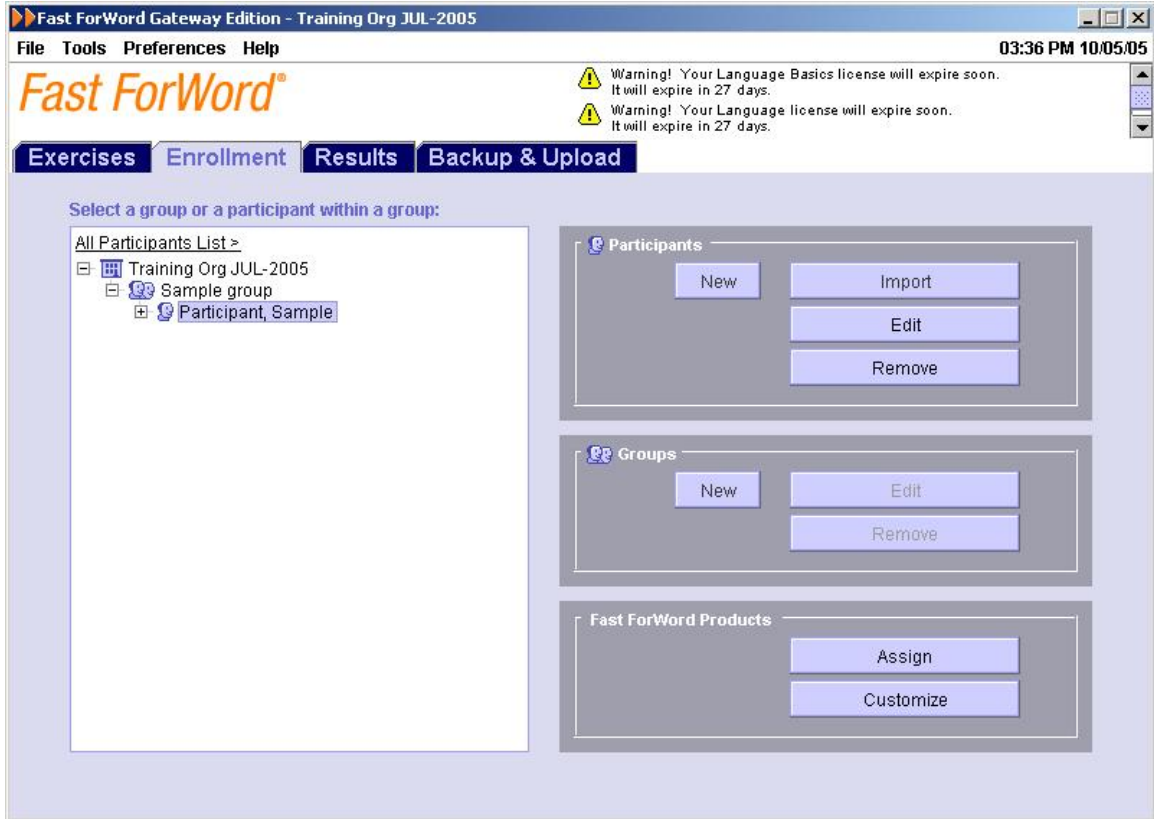 Fast ForWord Gateway Edition - Training Org JUL-2005
File Tools Preferences Help 03:36 PM 10/05/05
Fast ForWord®
Warning! Your Language Basics license will expire soon.
It will expire in 27 days.
Warning! Your Language license will expire soon.
It will expire in 27 days.
Exercises Enrollment Results Backup & Upload
Select a group or a participant within a group:
All Participants List >
Training Org JUL-2005
Sample group
Participant, Sample
Participants
New Import
Edit
Remove
Groups
New Edit
Remove
Fast ForWord Products
Assign
Customize